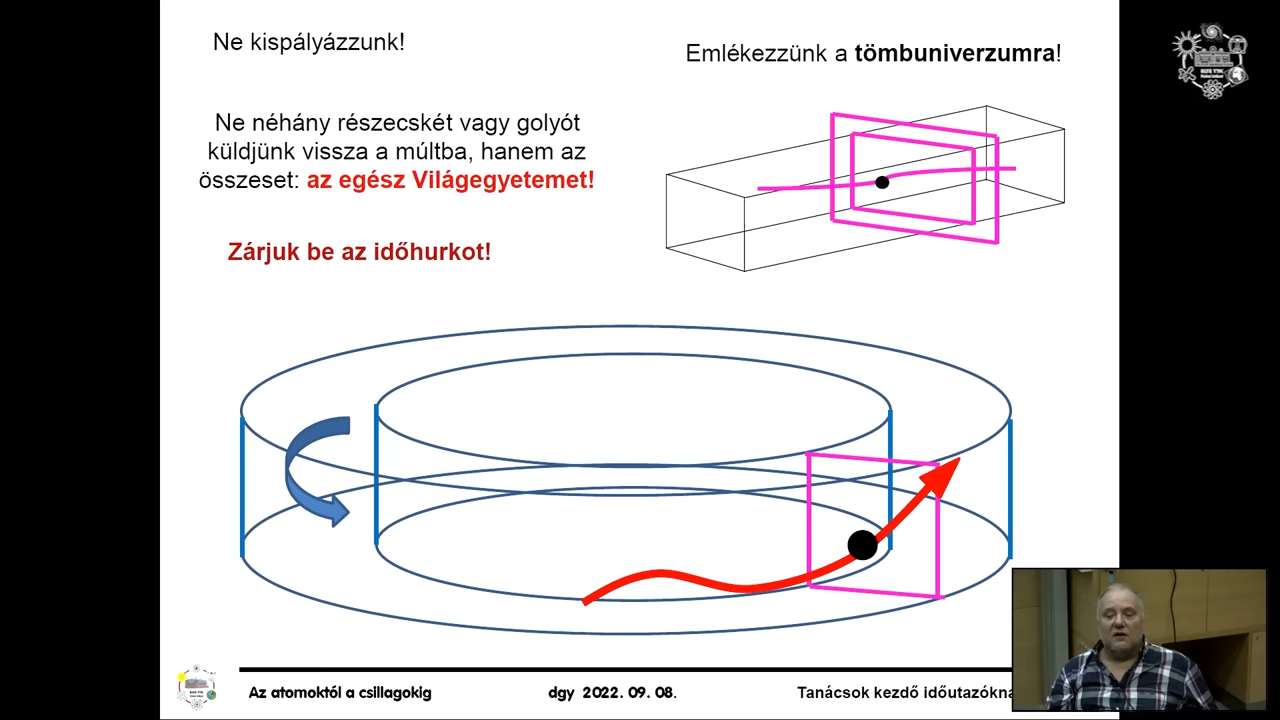 Ne kispályázzunk!
Emlékezzünk a tömbuniverzumra!
Ne néhány részecskét vagy golyót
küldjünk vissza a múltba, hanem az
összeset: az egész Világegyetemet!
Zárjuk be az időhurkot!
Az atomoktól a csillagokig
dgy 2022. 09. 08.
Tanácsok kezdő időutazókna